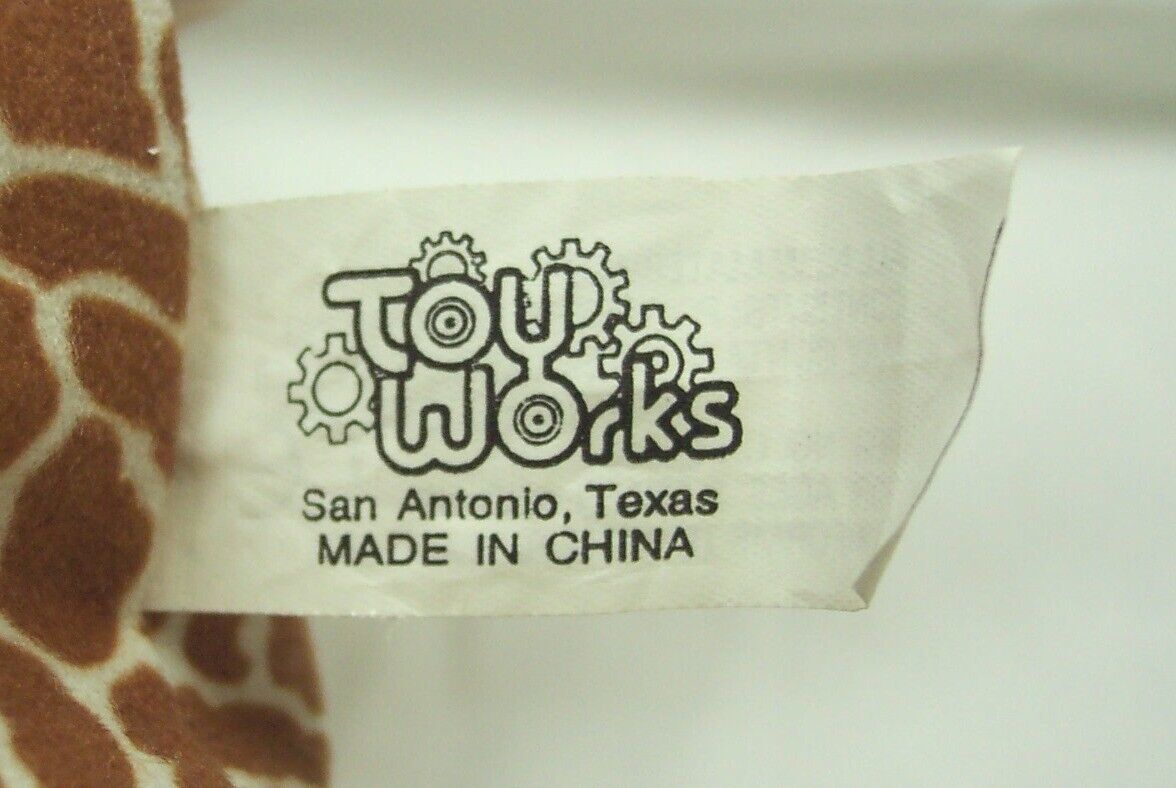 Toy
Works
San Antonio, Texas
MADE IN CHINA